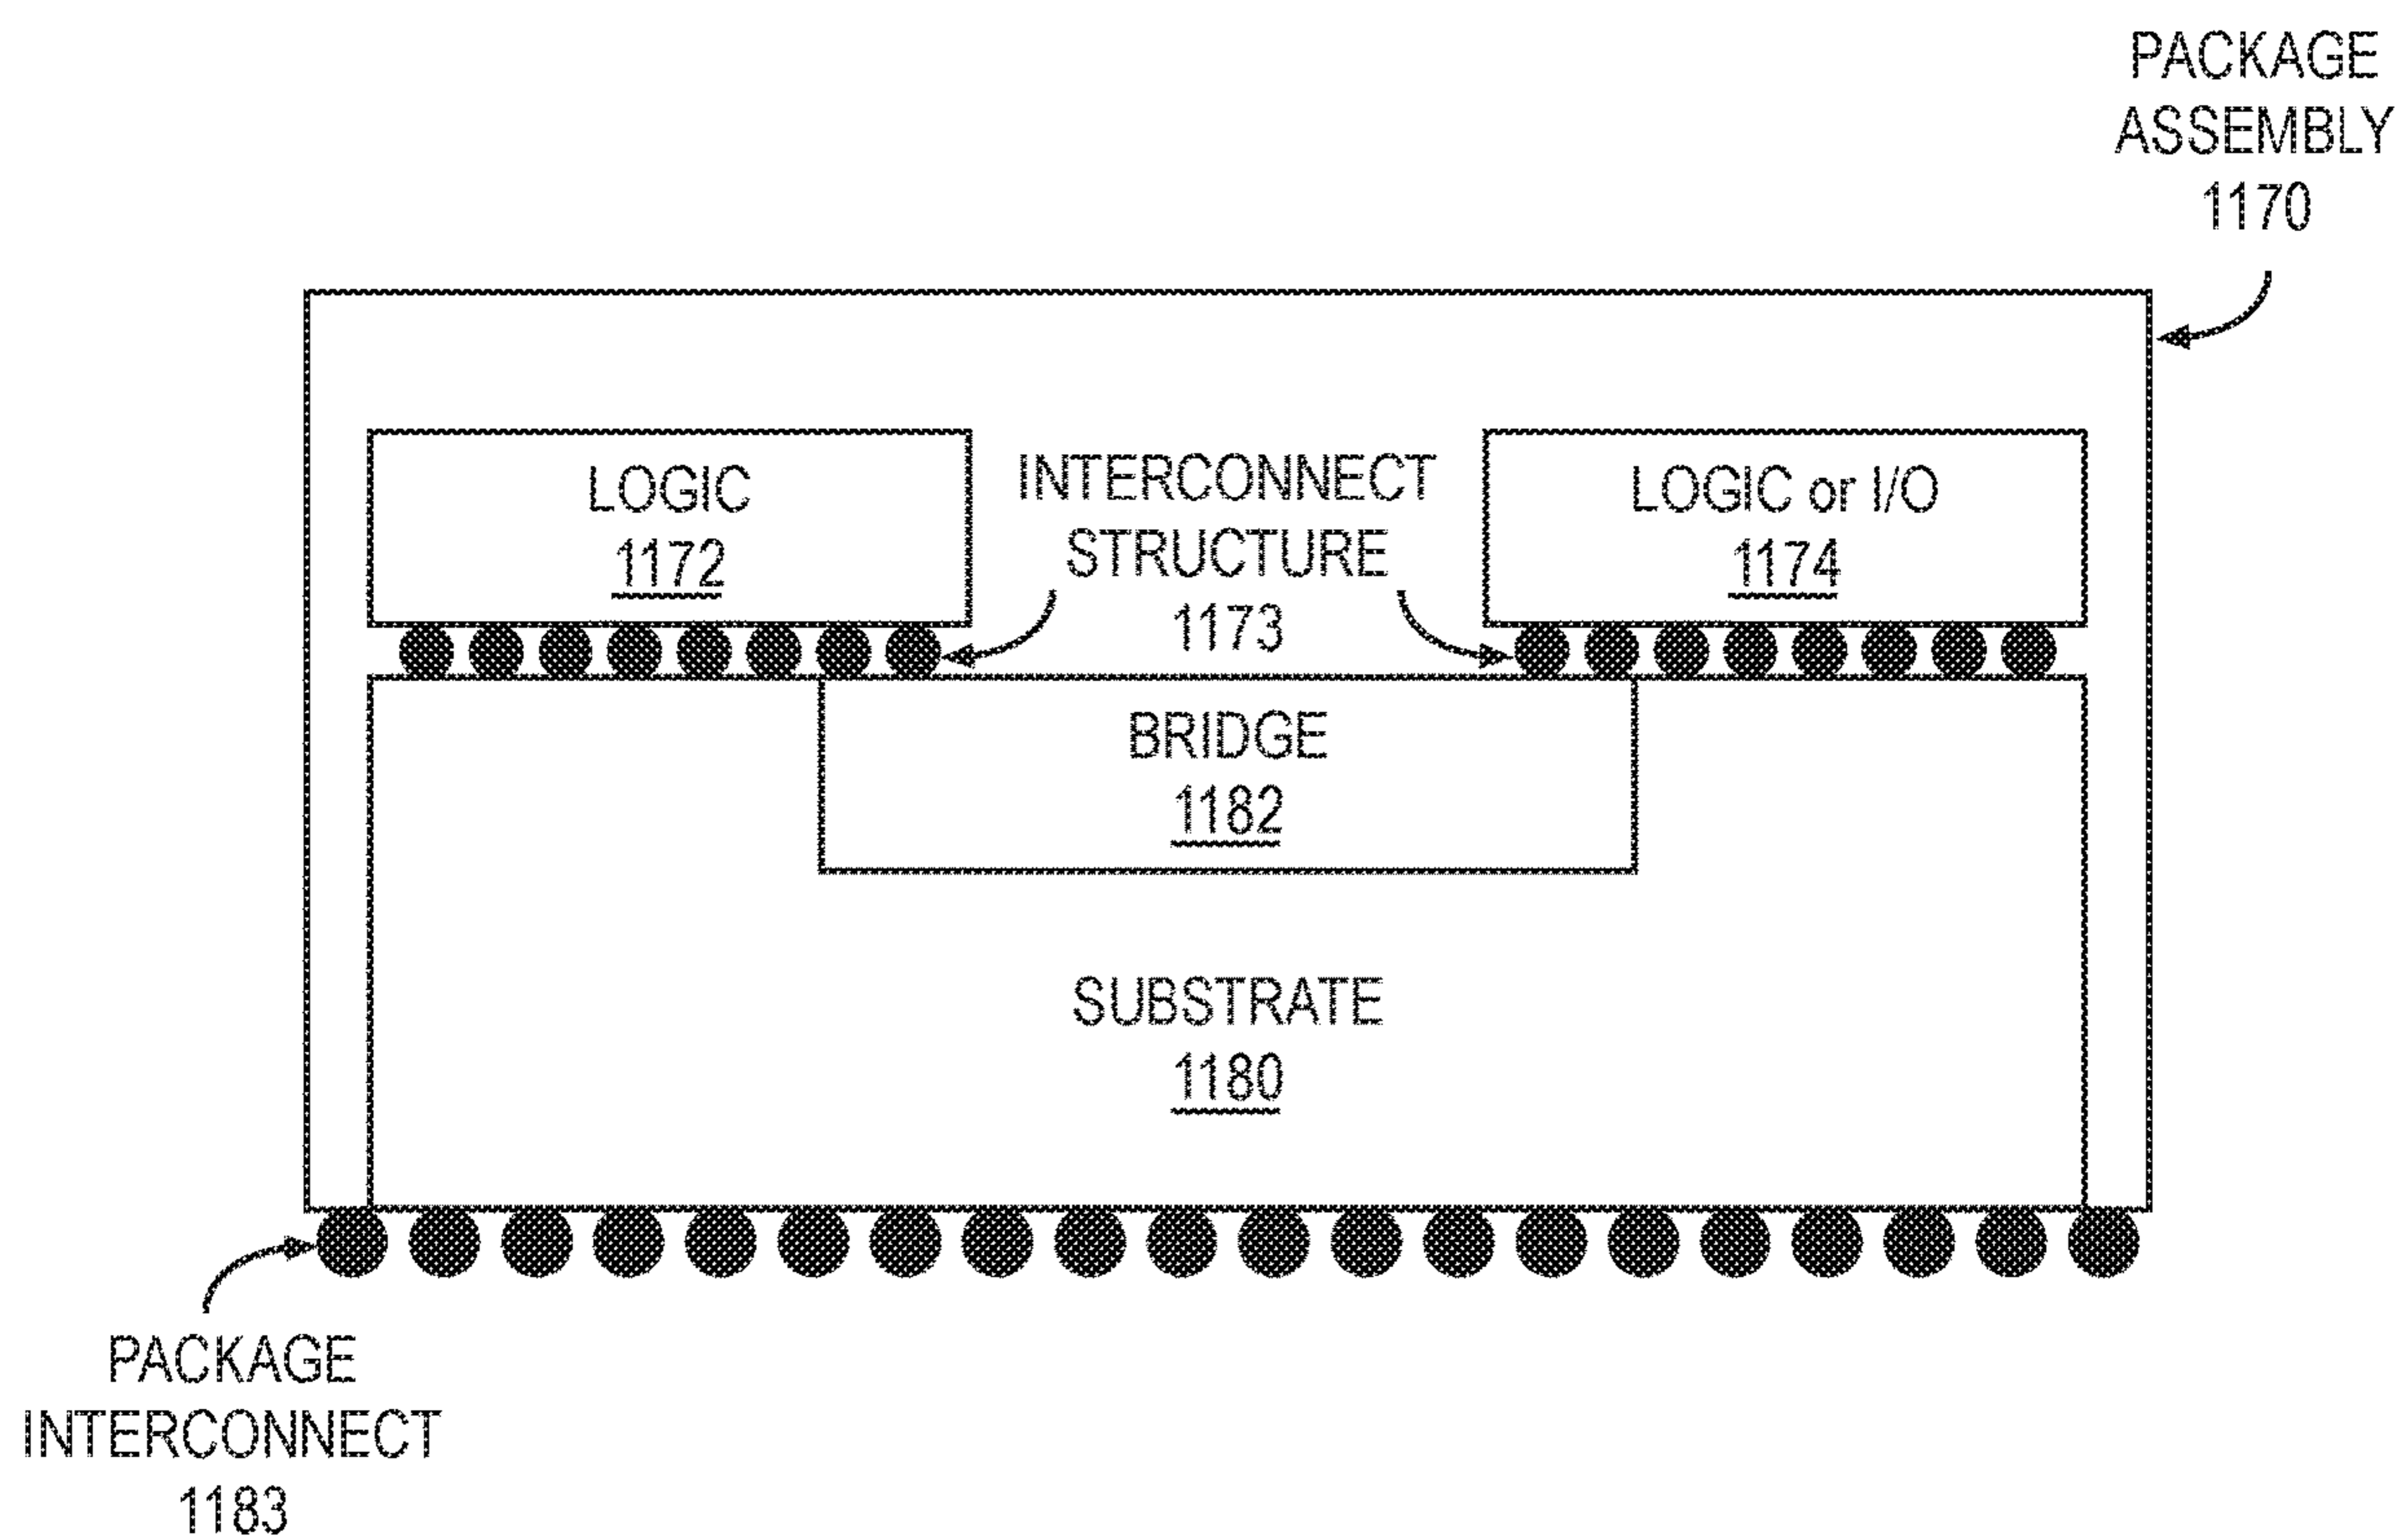 PACKAGE
ASSEMBLY
1170
LOGIC
1172
INTERCONNECT
STRUCTURE
1173
LOGIC or I/O
1174
BRIDGE
1182
SUBSTRATE
1180
PACKAGE
INTERCONNECT
1183